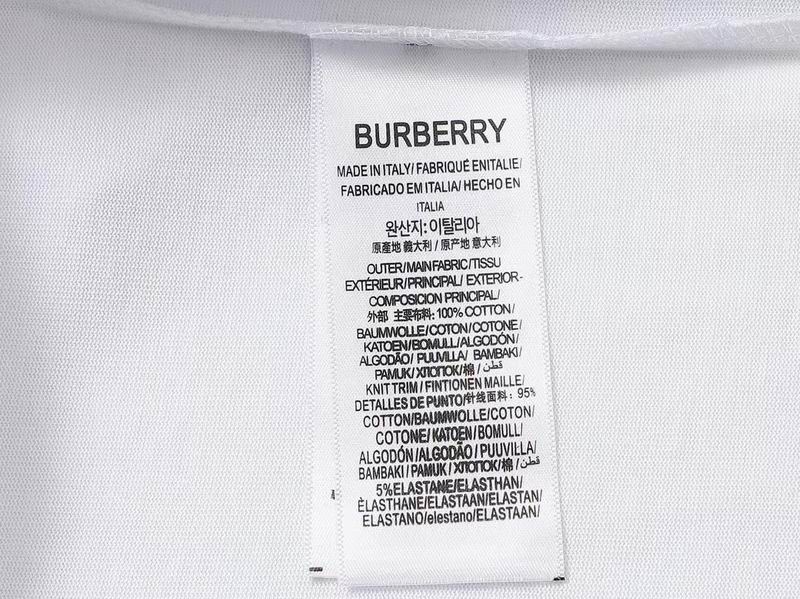 BURBERRY
MADE IN ITALY/ FABRIQUÉ ENITALIE/
FABRICADO EM ITALIA/ HECHO EN
ITALIA
완산지: 이탈리아
原產地 義大利 / 原产地 意大利
OUTER/MAIN FABRIC/TISSU
EXTÉRIEUR/PRINCIPAL/ EXTERIOR-
COMPOSICION PRINCIPAL/
外部 主要布料: 100% COTTON/
BAUMWOLLE/COTON/COTONE/
KATOEN/BOMULL/ALGODÓN/
ALGODÃO/ PUUVILLA/ BAMBAKI/
PAMUK/ ХЛОПОК/棉/ قطن/
KNIT TRIM / FINTIONEN MAILLE/
DETALLES DE PUNTO/针线面料: 95%
COTTON/BAUMWOLLE/COTON/
COTONE/ KATOEN/ BOMULL/
ALGODÓN/ALGODÃO/ PUUVILLA/
BAMBAKI / PAMUK / ХЛОПОК/棉 / قطن/
5%ELASTANE/ELASTHAN/
ÈLASTHANE/ELASTAAN/ELASTAN/
ELASTANO/elestano/ELASTAAN/